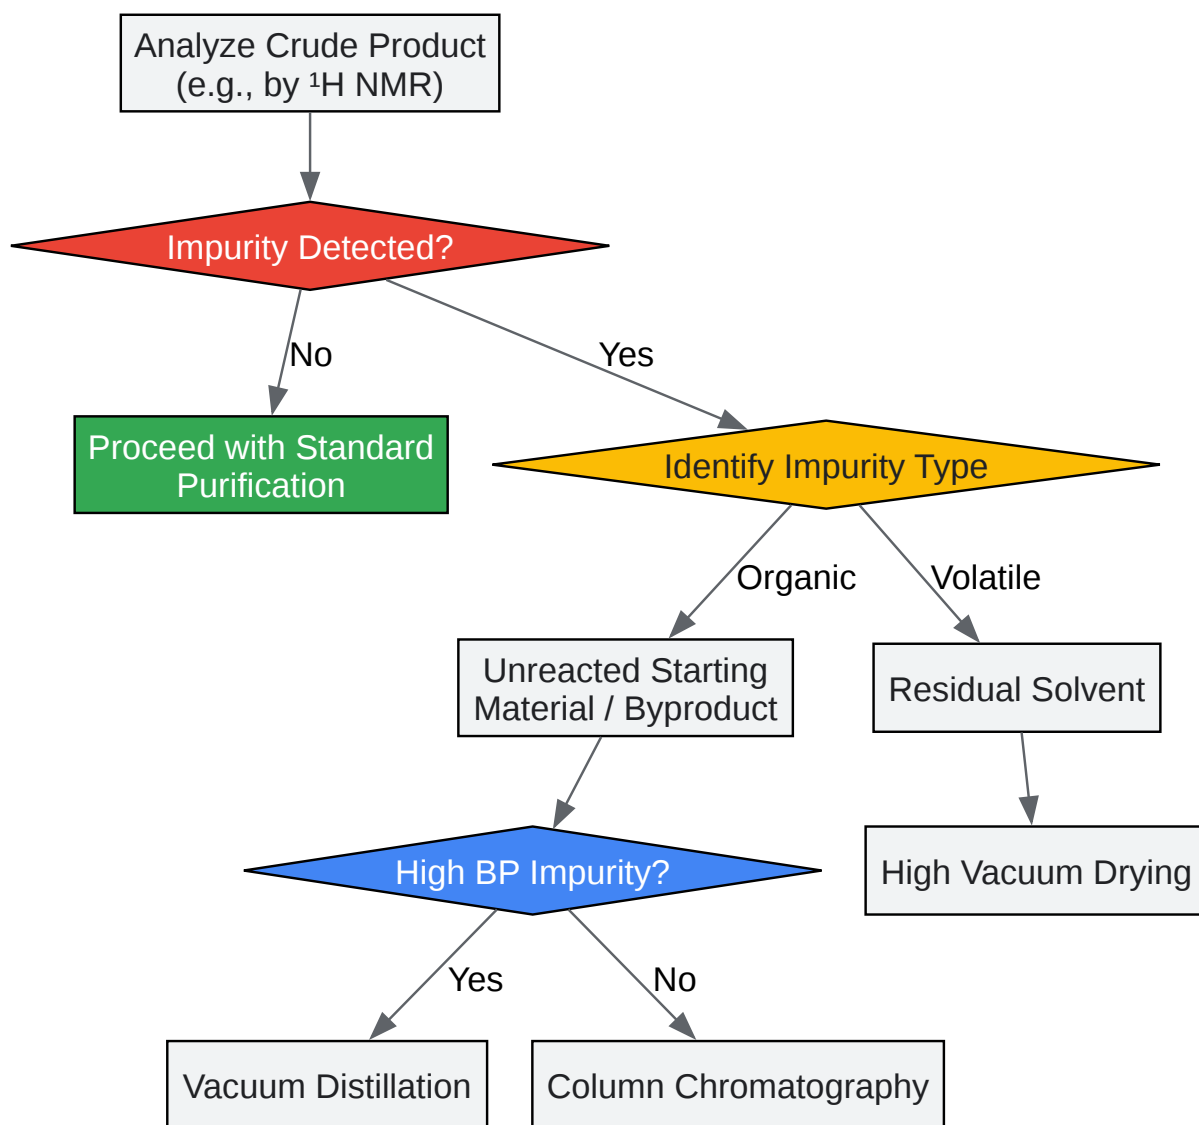 Analyze Crude Product
(e.g., by ¹H NMR)
Impurity Detected?
No
Yes
Proceed with Standard
Purification
Identify Impurity Type
Organic
Volatile
Unreacted Starting
Material / Byproduct
Residual Solvent
High BP Impurity?
High Vacuum Drying
Yes
No
Vacuum Distillation
Column Chromatography